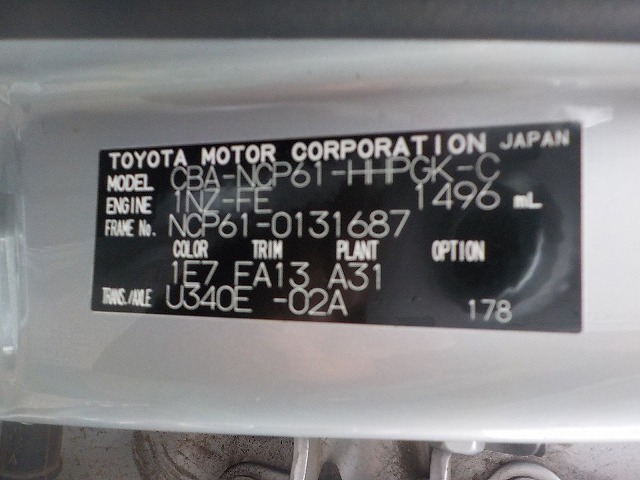 TOYOTA MOTOR CORPORATION JAPAN
MODEL CBA-NCP61-HHPGK-C
ENGINE 1NZ-FE 1496 mL
FRAME No. NCP61-0131687
COLOR TRIM PLANT OPTION
1E7 FA13 A31
TRANS./AXLE U340E -02A 178